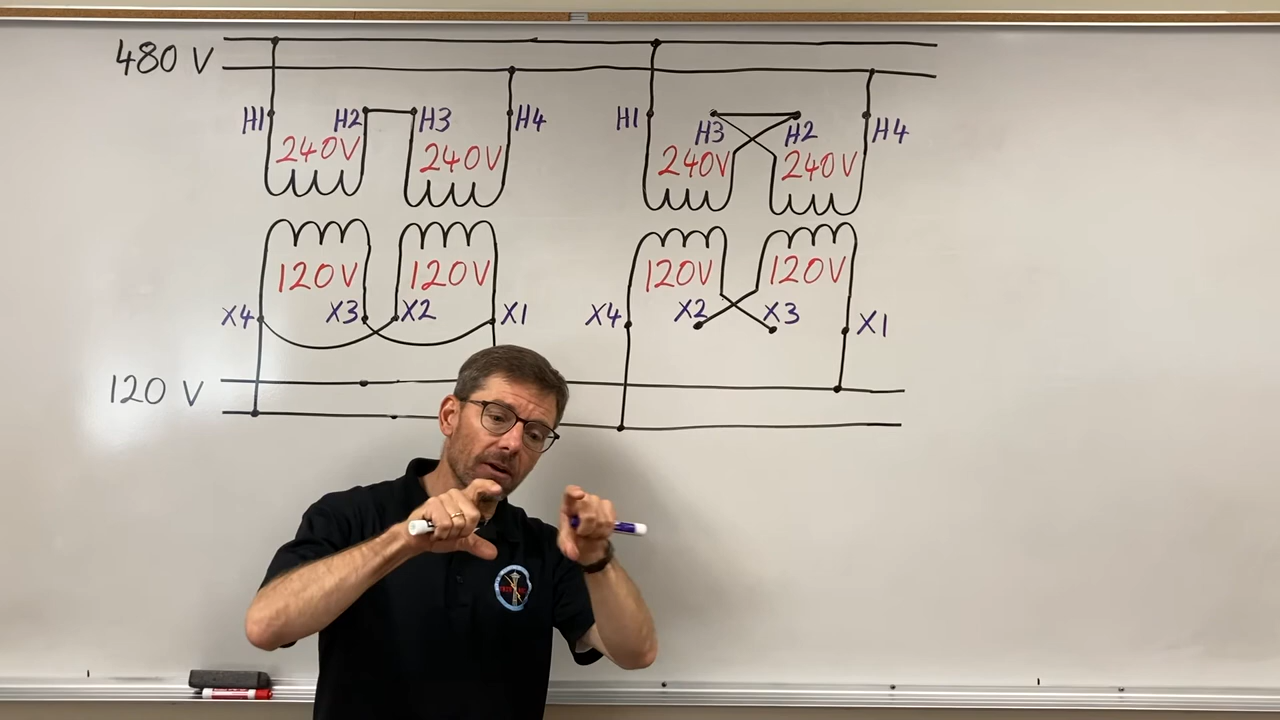 480 V
H1 H2 H3 H4 H1 H3 H2 H4
240V 240V 240V 240V
120V 120V 120V 120V
X4 X3 X2 X1 X4 X2 X3 X1
120 V